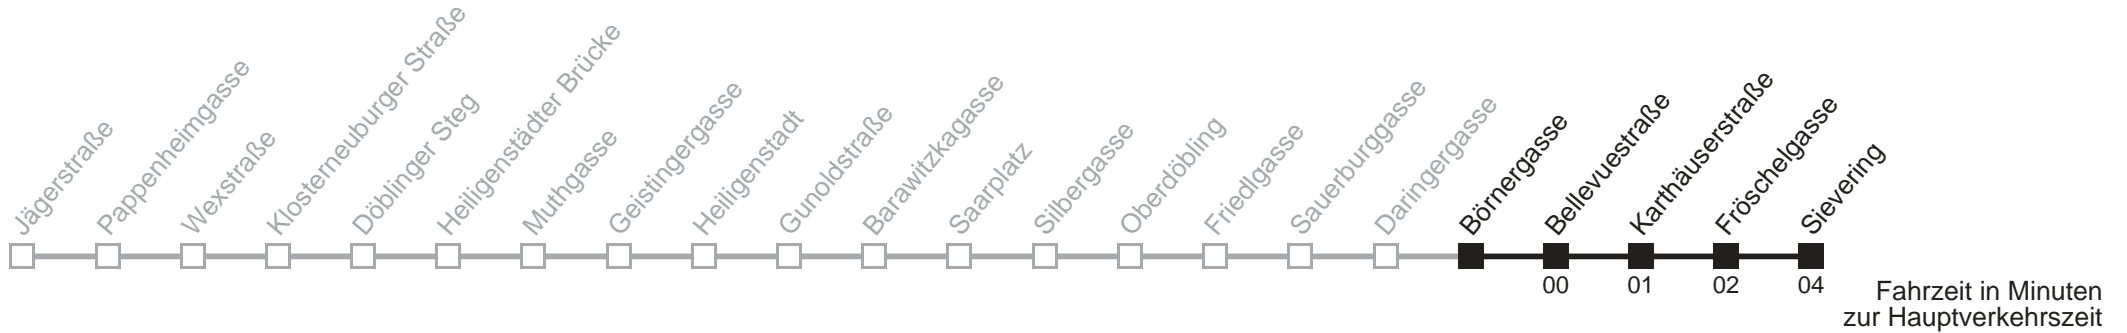 Jägerstraße
Pappenheimgasse
Wexstraße
Klosterneuburger Straße
Döblinger Steg
Heiligenstädter Brücke
Muthgasse
Geistingergasse
Heiligenstadt
Gunoldstraße
Barawitzkagasse
Saarplatz
Silbergasse
Oberdöbling
Friedlgasse
Sauerburggasse
Daringergasse
Börnergasse
Bellevuestraße
Karthäuserstraße
Fröschelgasse
Sievering
00 01 02 04
Fahrzeit in Minuten
zur Hauptverkehrszeit